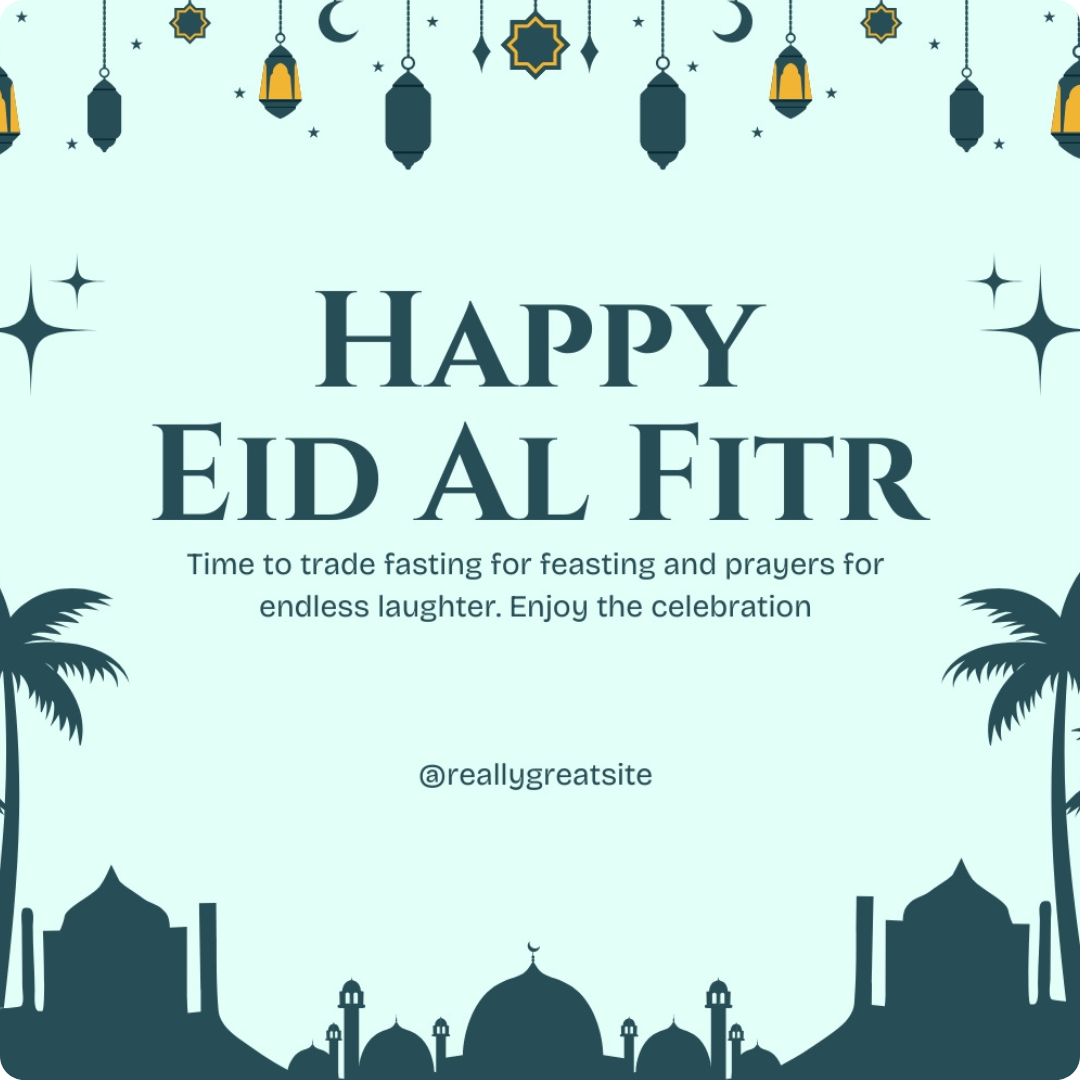 Happy
Eid Al Fitr
Time to trade fasting for feasting and prayers for
endless laughter. Enjoy the celebration
@reallygreatsite